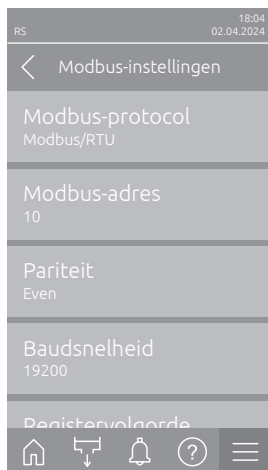 18:04
RS 02.04.2024
Modbus-instellingen
Modbus-protocol
Modbus/RTU
Modbus-adres
10
Pariteit
Even
Baudsnelheid
19200
Registervolgorde
?